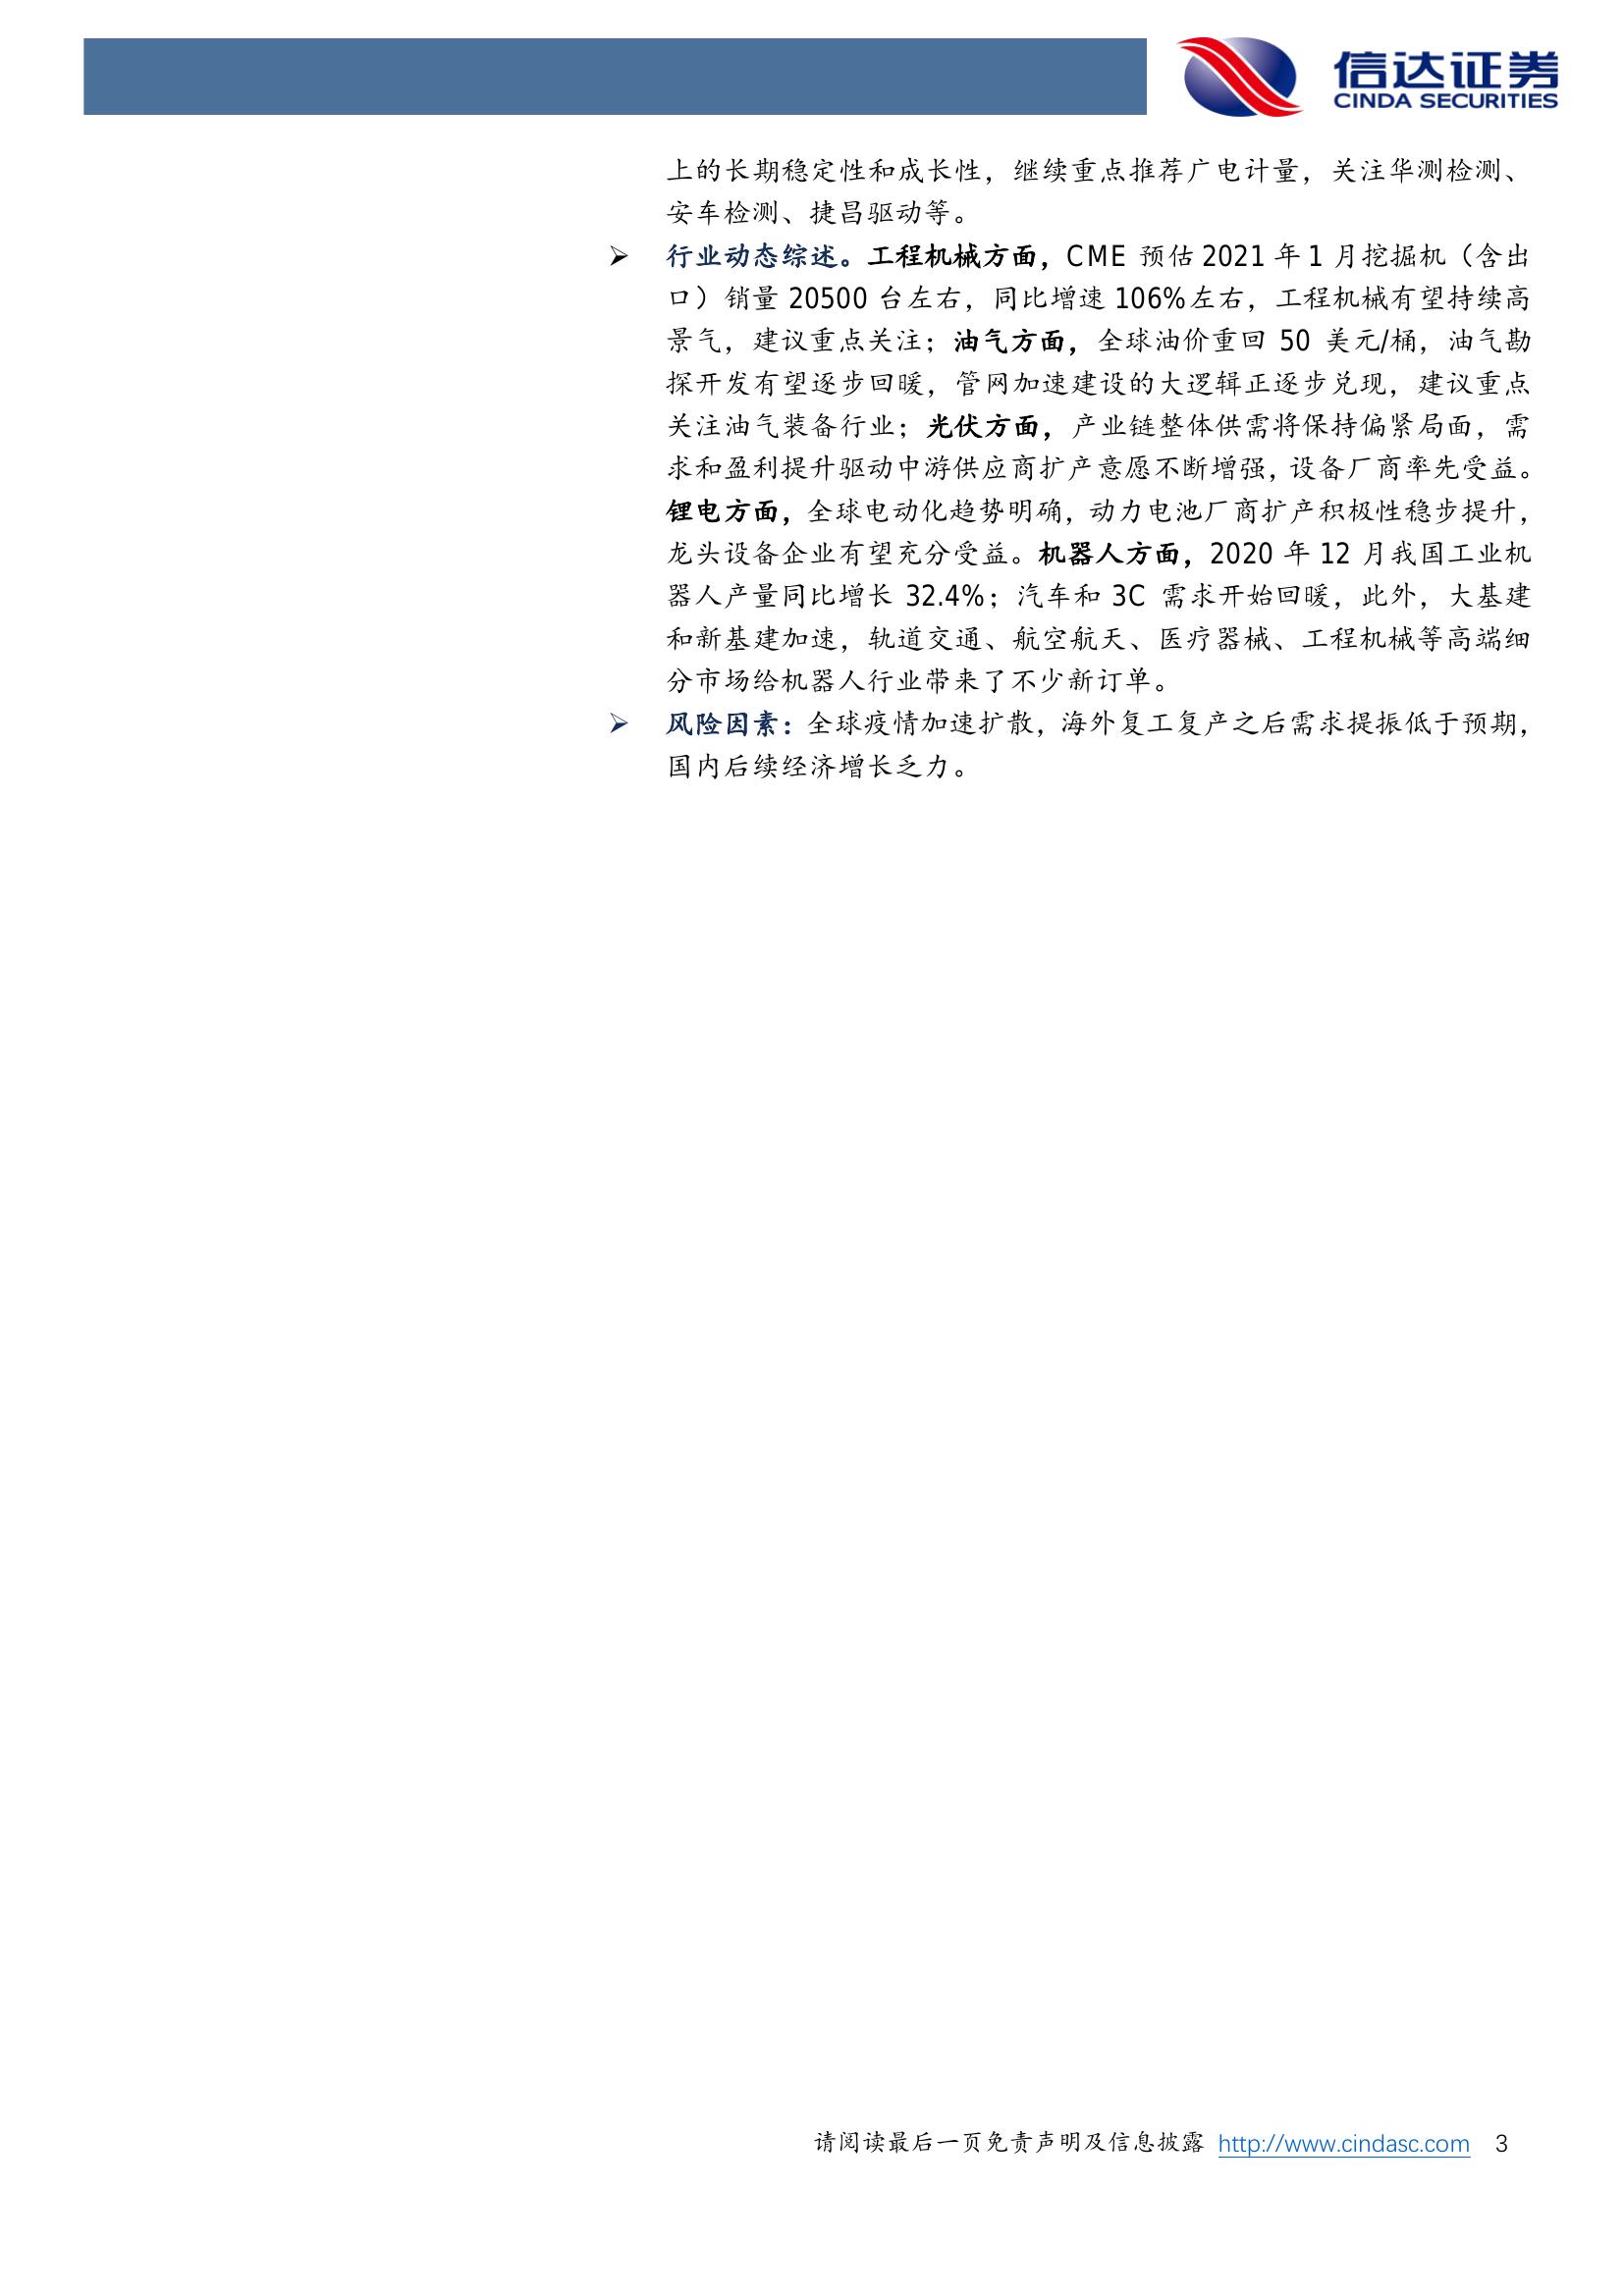 信达证券
CINDA SECURITIES
上的长期稳定性和成长性，继续重点推荐广电计量，关注华测检测、
安车检测、捷昌驱动等。
➢ 行业动态综述。工程机械方面，CME 预估 2021 年 1 月挖掘机（含出
口）销量 20500 台左右，同比增速 106%左右，工程机械有望持续高
景气，建议重点关注；油气方面，全球油价重回 50 美元/桶，油气勘
探开发有望逐步回暖，管网加速建设的大逻辑正逐步兑现，建议重点
关注油气装备行业；光伏方面，产业链整体供需将保持偏紧局面，需
求和盈利提升驱动中游供应商扩产意愿不断增强，设备厂商率先受益。
锂电方面，全球电动化趋势明确，动力电池厂商扩产积极性稳步提升，
龙头设备企业有望充分受益。机器人方面，2020 年 12 月我国工业机
器人产量同比增长 32.4%；汽车和 3C 需求开始回暖，此外，大基建
和新基建加速，轨道交通、航空航天、医疗器械、工程机械等高端细
分市场给机器人行业带来了不少新订单。
➢ 风险因素：全球疫情加速扩散，海外复工复产之后需求提振低于预期，
国内后续经济增长乏力。
请阅读最后一页免责声明及信息披露 http://www.cindasc.com 3